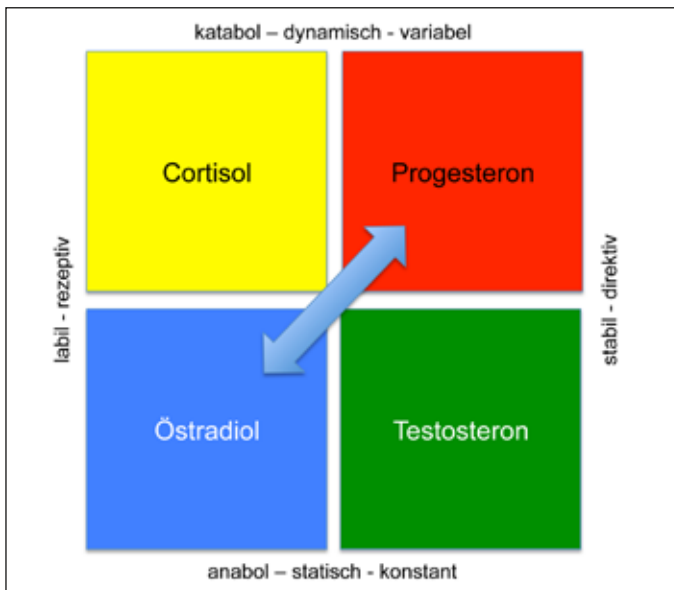 katabol – dynamisch - variabel
Cortisol
Progesteron
labil - rezeptiv
stabil - direktiv
Östradiol
Testosteron
anabol – statisch - konstant